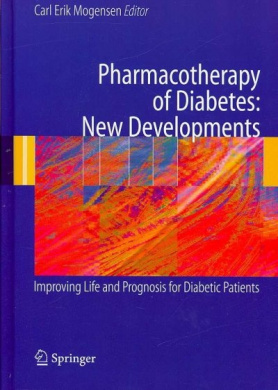 Carl Erik Mogensen Editor
Pharmacotherapy
of Diabetes:
New Developments
Improving Life and Prognosis for Diabetic Patients
Springer